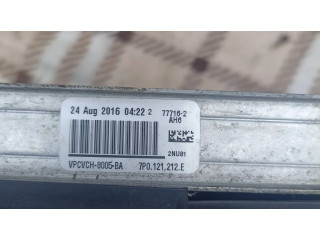 24 Aug 2016 04:22 2 77716-2
AH6
2NU81
VPCVCH-8005-BA 7P0.121.212.E